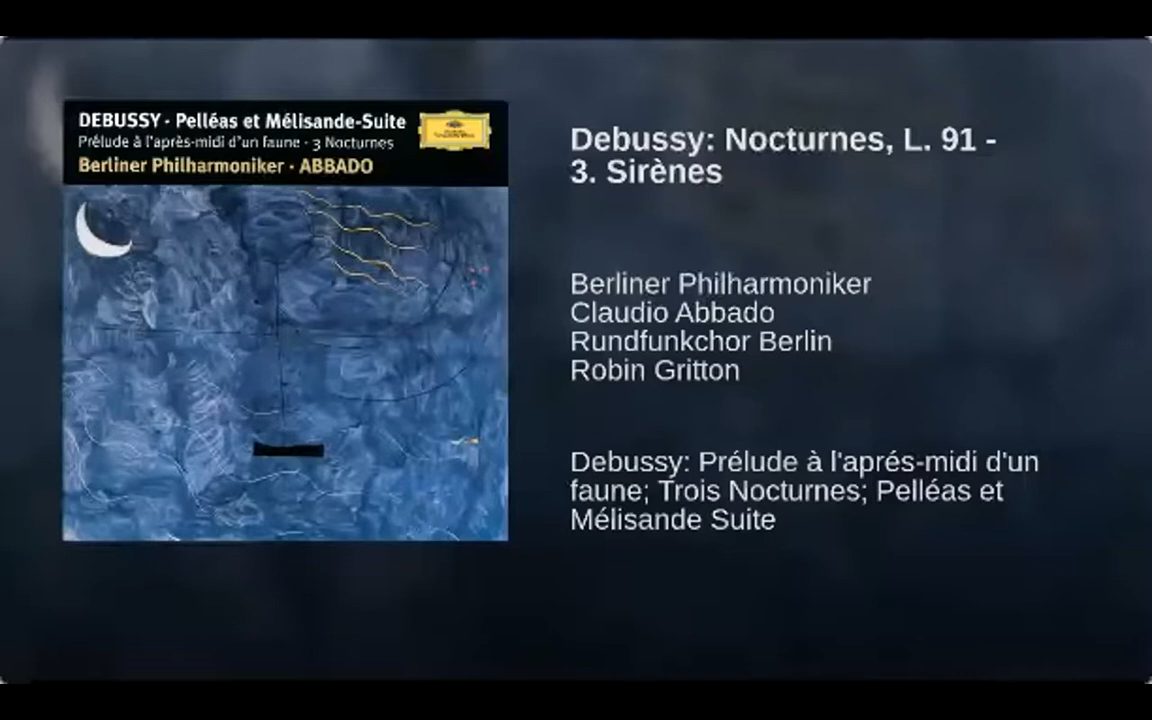 DEBUSSY · Pelléas et Mélisande-Suite
Prélude à l'après-midi d'un faune · 3 Nocturnes
Berliner Philharmoniker · ABBADO
Debussy: Nocturnes, L. 91 -
3. Sirènes
Berliner Philharmoniker
Claudio Abbado
Rundfunkchor Berlin
Robin Gritton
Debussy: Prélude à l'aprés-midi d'un
faune; Trois Nocturnes; Pelléas et
Mélisande Suite